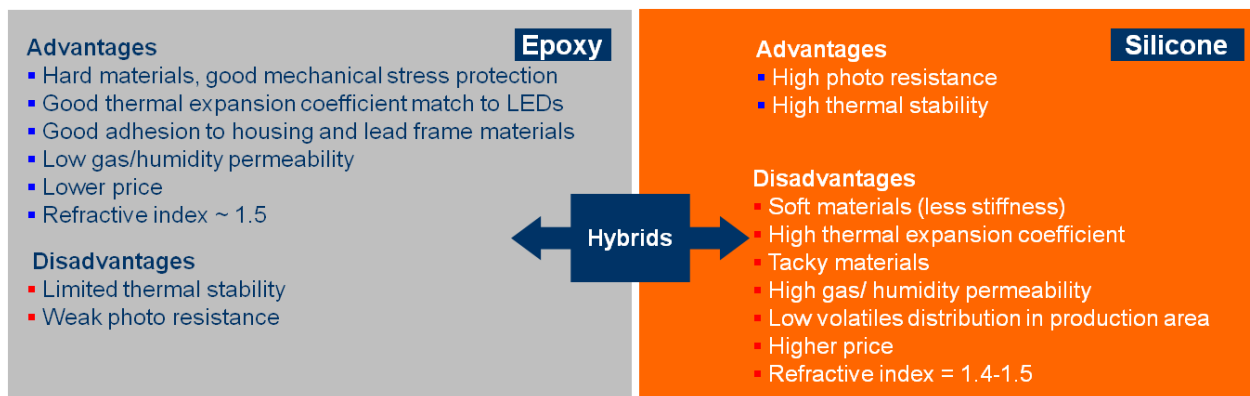 Epoxy
Advantages
▪ Hard materials, good mechanical stress protection
▪ Good thermal expansion coefficient match to LEDs
▪ Good adhesion to housing and lead frame materials
▪ Low gas/humidity permeability
▪ Lower price
▪ Refractive index ~ 1.5
Disadvantages
▪ Limited thermal stability
▪ Weak photo resistance
Hybrids
Silicone
Advantages
▪ High photo resistance
▪ High thermal stability
Disadvantages
▪ Soft materials (less stiffness)
▪ High thermal expansion coefficient
▪ Tacky materials
▪ High gas/ humidity permeability
▪ Low volatiles distribution in production area
▪ Higher price
▪ Refractive index = 1.4-1.5